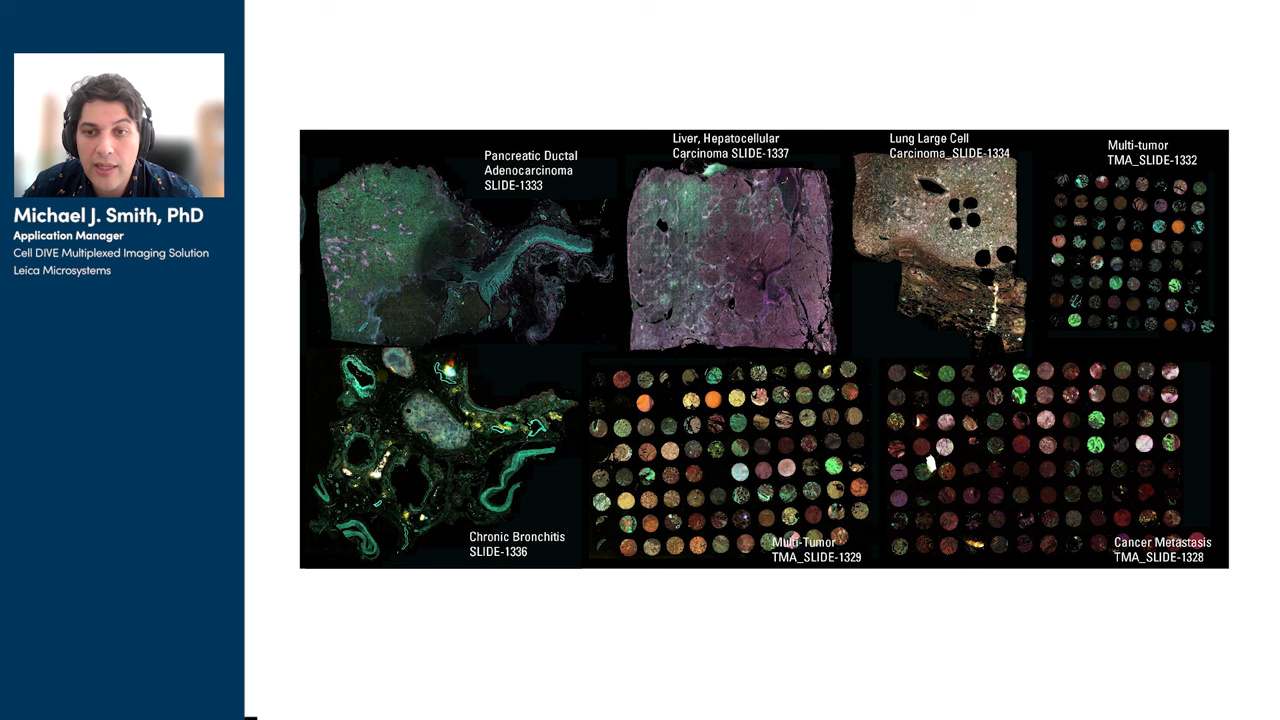 Michael J. Smith, PhD
Application Manager
Cell DIVE Multiplexed Imaging Solution
Leica Microsystems
Pancreatic Ductal
Adenocarcinoma
SLIDE-1333
Liver, Hepatocellular
Carcinoma SLIDE-1337
Lung Large Cell
Carcinoma_SLIDE-1334
Multi-tumor
TMA_SLIDE-1332
Chronic Bronchitis
SLIDE-1336
Multi-Tumor
TMA_SLIDE-1329
Cancer Metastasis
TMA_SLIDE-1328